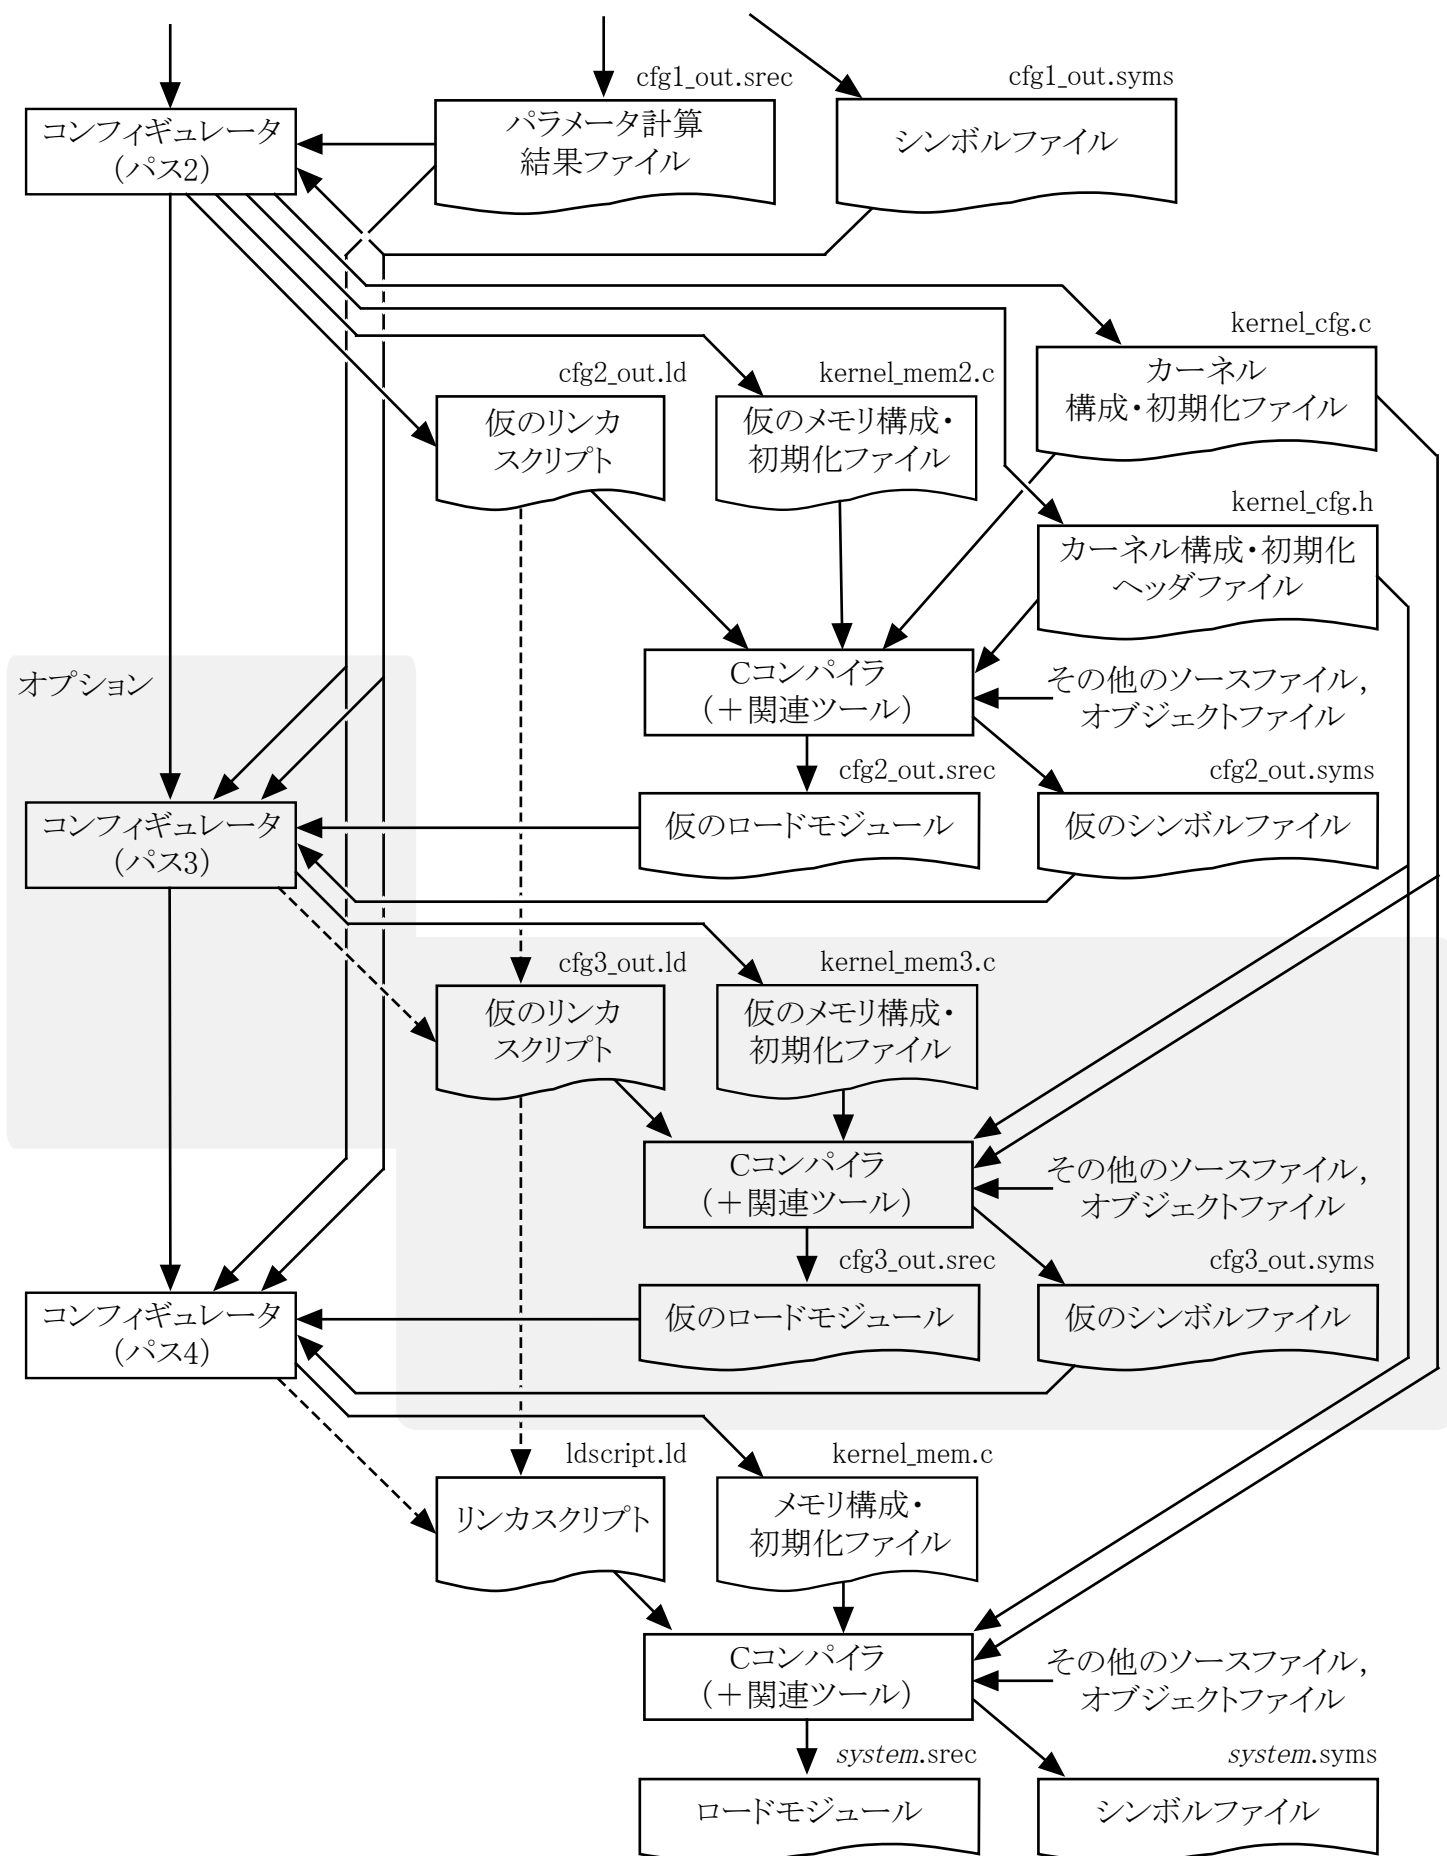 cfg1_out.srec
cfg1_out.syms
コンフィギュレータ
(パス2)
パラメータ計算
結果ファイル
シンボルファイル
kernel_cfg.c
カーネル
構成・初期化ファイル
cfg2_out.ld
仮のリンカ
スクリプト
kernel_mem2.c
仮のメモリ構成・
初期化ファイル
kernel_cfg.h
カーネル構成・初期化
ヘッダファイル
オプション
Cコンパイラ
(＋関連ツール)
その他のソースファイル,
オブジェクトファイル
cfg2_out.srec
cfg2_out.syms
コンフィギュレータ
(パス3)
仮のロードモジュール
仮のシンボルファイル
cfg3_out.ld
仮のリンカ
スクリプト
kernel_mem3.c
仮のメモリ構成・
初期化ファイル
Cコンパイラ
(＋関連ツール)
その他のソースファイル,
オブジェクトファイル
cfg3_out.srec
cfg3_out.syms
コンフィギュレータ
(パス4)
仮のロードモジュール
仮のシンボルファイル
ldscript.ld
リンカスクリプト
kernel_mem.c
メモリ構成・
初期化ファイル
Cコンパイラ
(＋関連ツール)
その他のソースファイル,
オブジェクトファイル
system.srec
system.syms
ロードモジュール
シンボルファイル